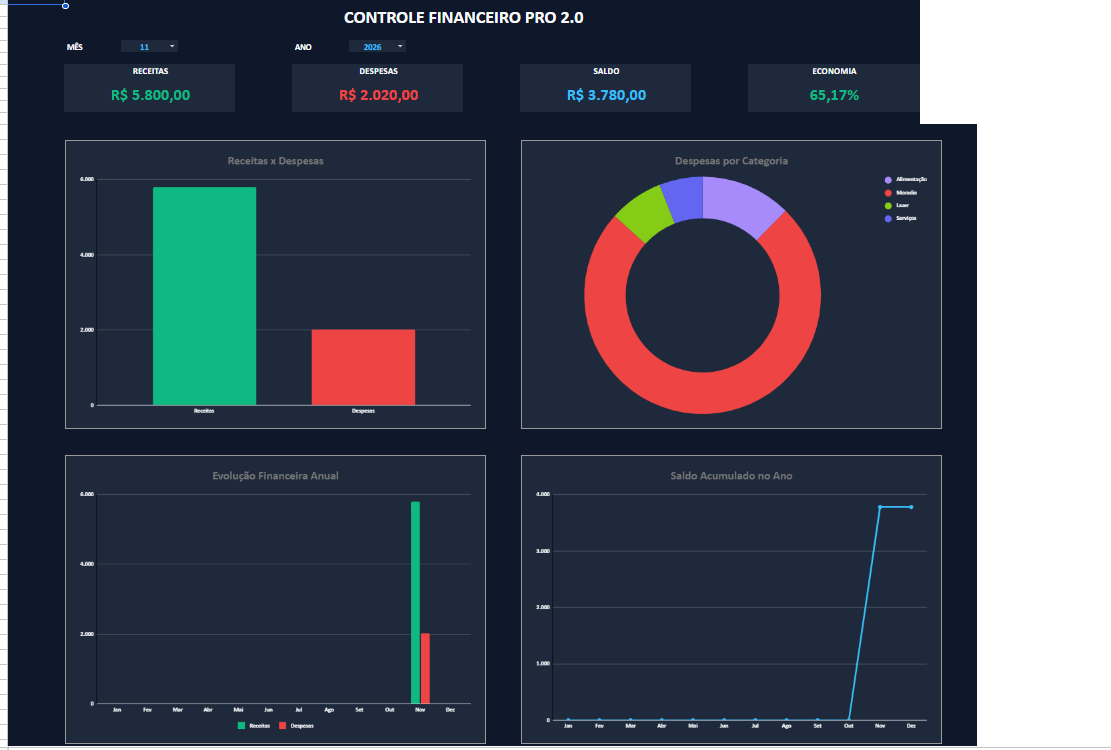 CONTROLE FINANCEIRO PRO 2.0
MÊS 11 ANO 2026
RECEITAS DESPESAS SALDO ECONOMIA
R$ 5.800,00 R$ 2.020,00 R$ 3.780,00 65,17%
Receitas x Despesas
6.000
4.000
2.000
0
Receitas Despesas
Despesas por Categoria
Alimentação
Moradia
Lazer
Serviços
Evolução Financeira Anual
6.000
4.000
2.000
0
Jan Fev Mar Abr Mai Jun Jul Ago Set Out Nov Dez
Receitas Despesas
Saldo Acumulado no Ano
4.000
3.000
2.000
1.000
0
Jan Fev Mar Abr Mai Jun Jul Ago Set Out Nov Dez